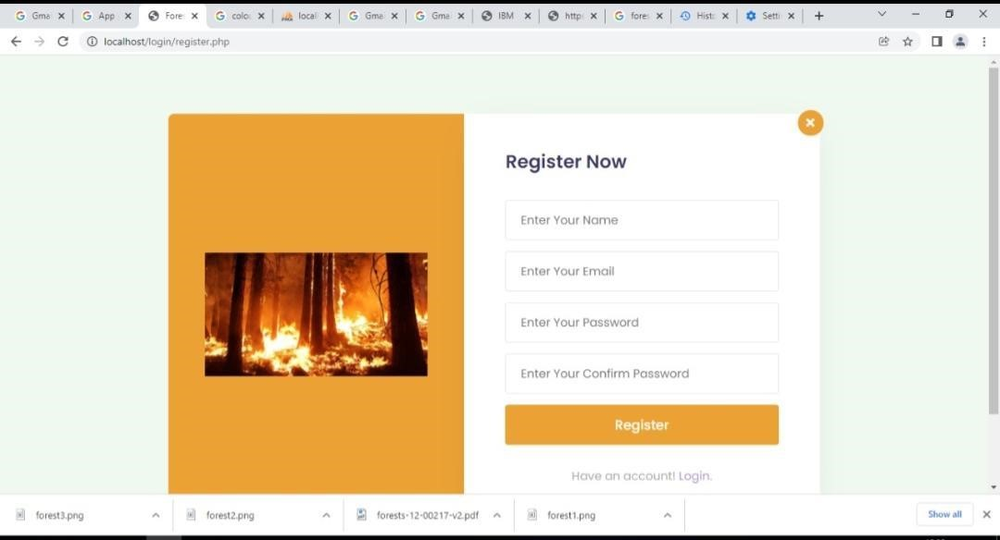 Gma
App
Fore
colo
local
Gma
Gma
IBM
http
fore
Hist
Setti
localhost/login/register.php
Register Now
Enter Your Name
Enter Your Email
Enter Your Password
Enter Your Confirm Password
Register
Have an account! Login.
forest3.png
forest2.png
forests-12-00217-v2.pdf
forest1.png
Show all